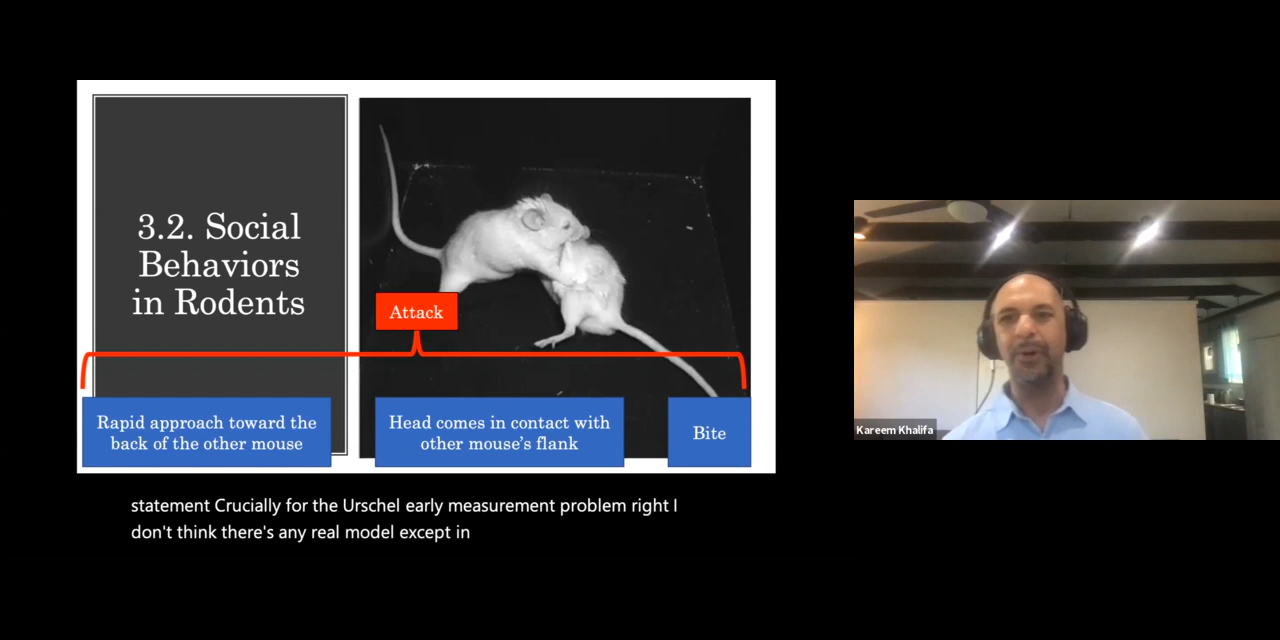 3.2. Social
Behaviors
in Rodents
Attack
Rapid approach toward the
back of the other mouse
Head comes in contact with
other mouse's flank
Bite
statement Crucially for the Urschel early measurement problem right I
don't think there's any real model except in
Kareem Khalifa